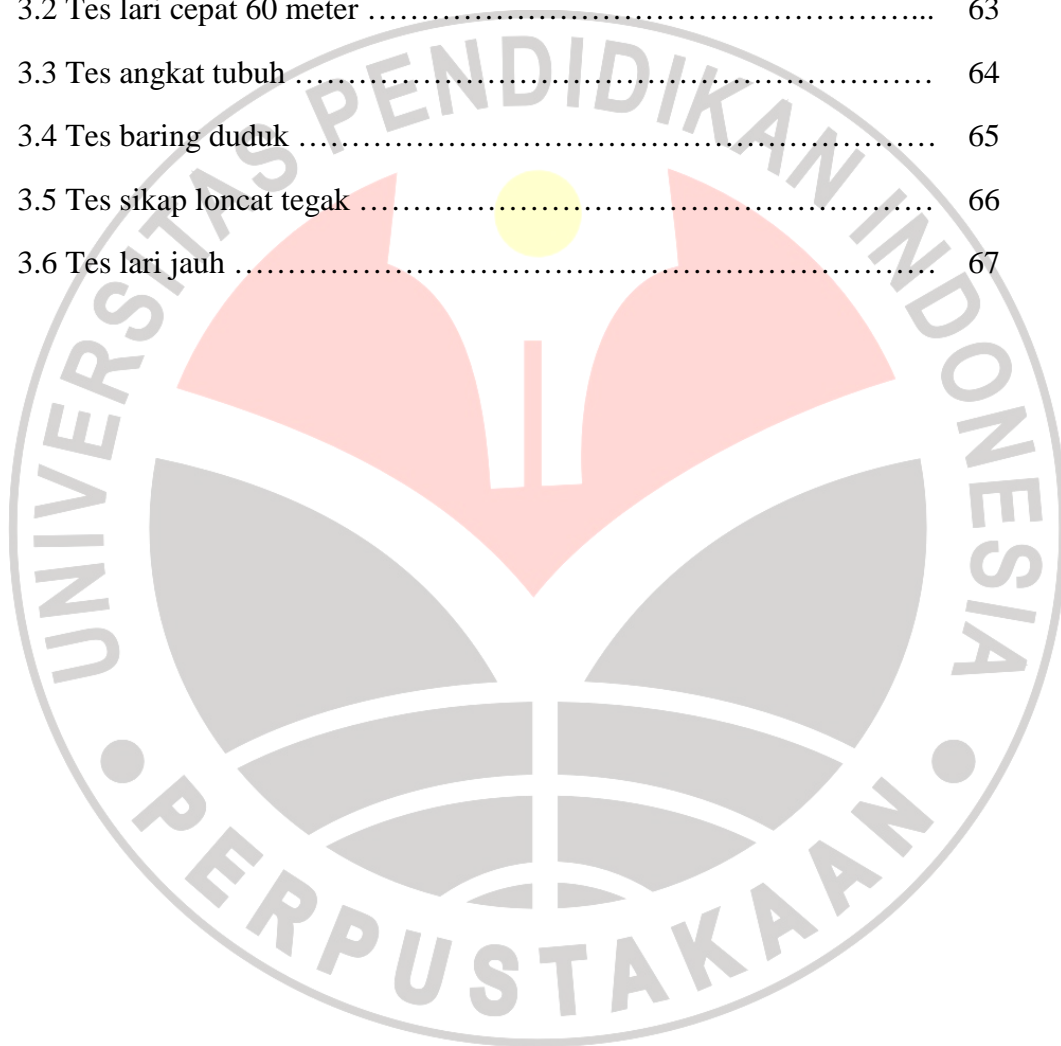 3.2 Tes lari cepat 60 meter ……………………………………………... 63
3.3 Tes angkat tubuh ……………………………………………………… 64
3.4 Tes baring duduk ……………………………………………………… 65
3.5 Tes sikap loncat tegak ………………………………………………… 66
3.6 Tes lari jauh …………………………………………………………… 67
UNIVERSITAS PENDIDIKAN INDONESIA
PERPUSTAKAAN